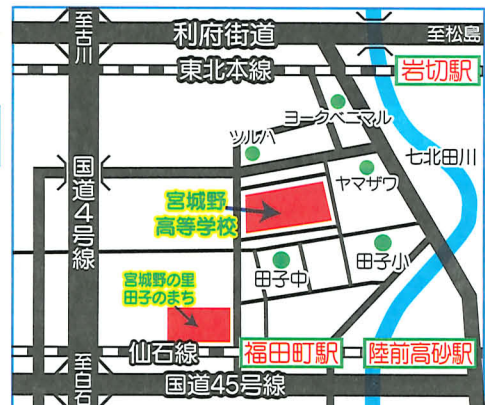 至古川
利府街道
至松島
東北本線
岩切駅
ヨークベニマル
ツルハ
七北田川
国道4号線
ヤマザワ
宮城野
高等学校
田子中
田子小
宮城野の里
田子のまち
仙石線
福田町駅
陸前高砂駅
至白石
国道45号線